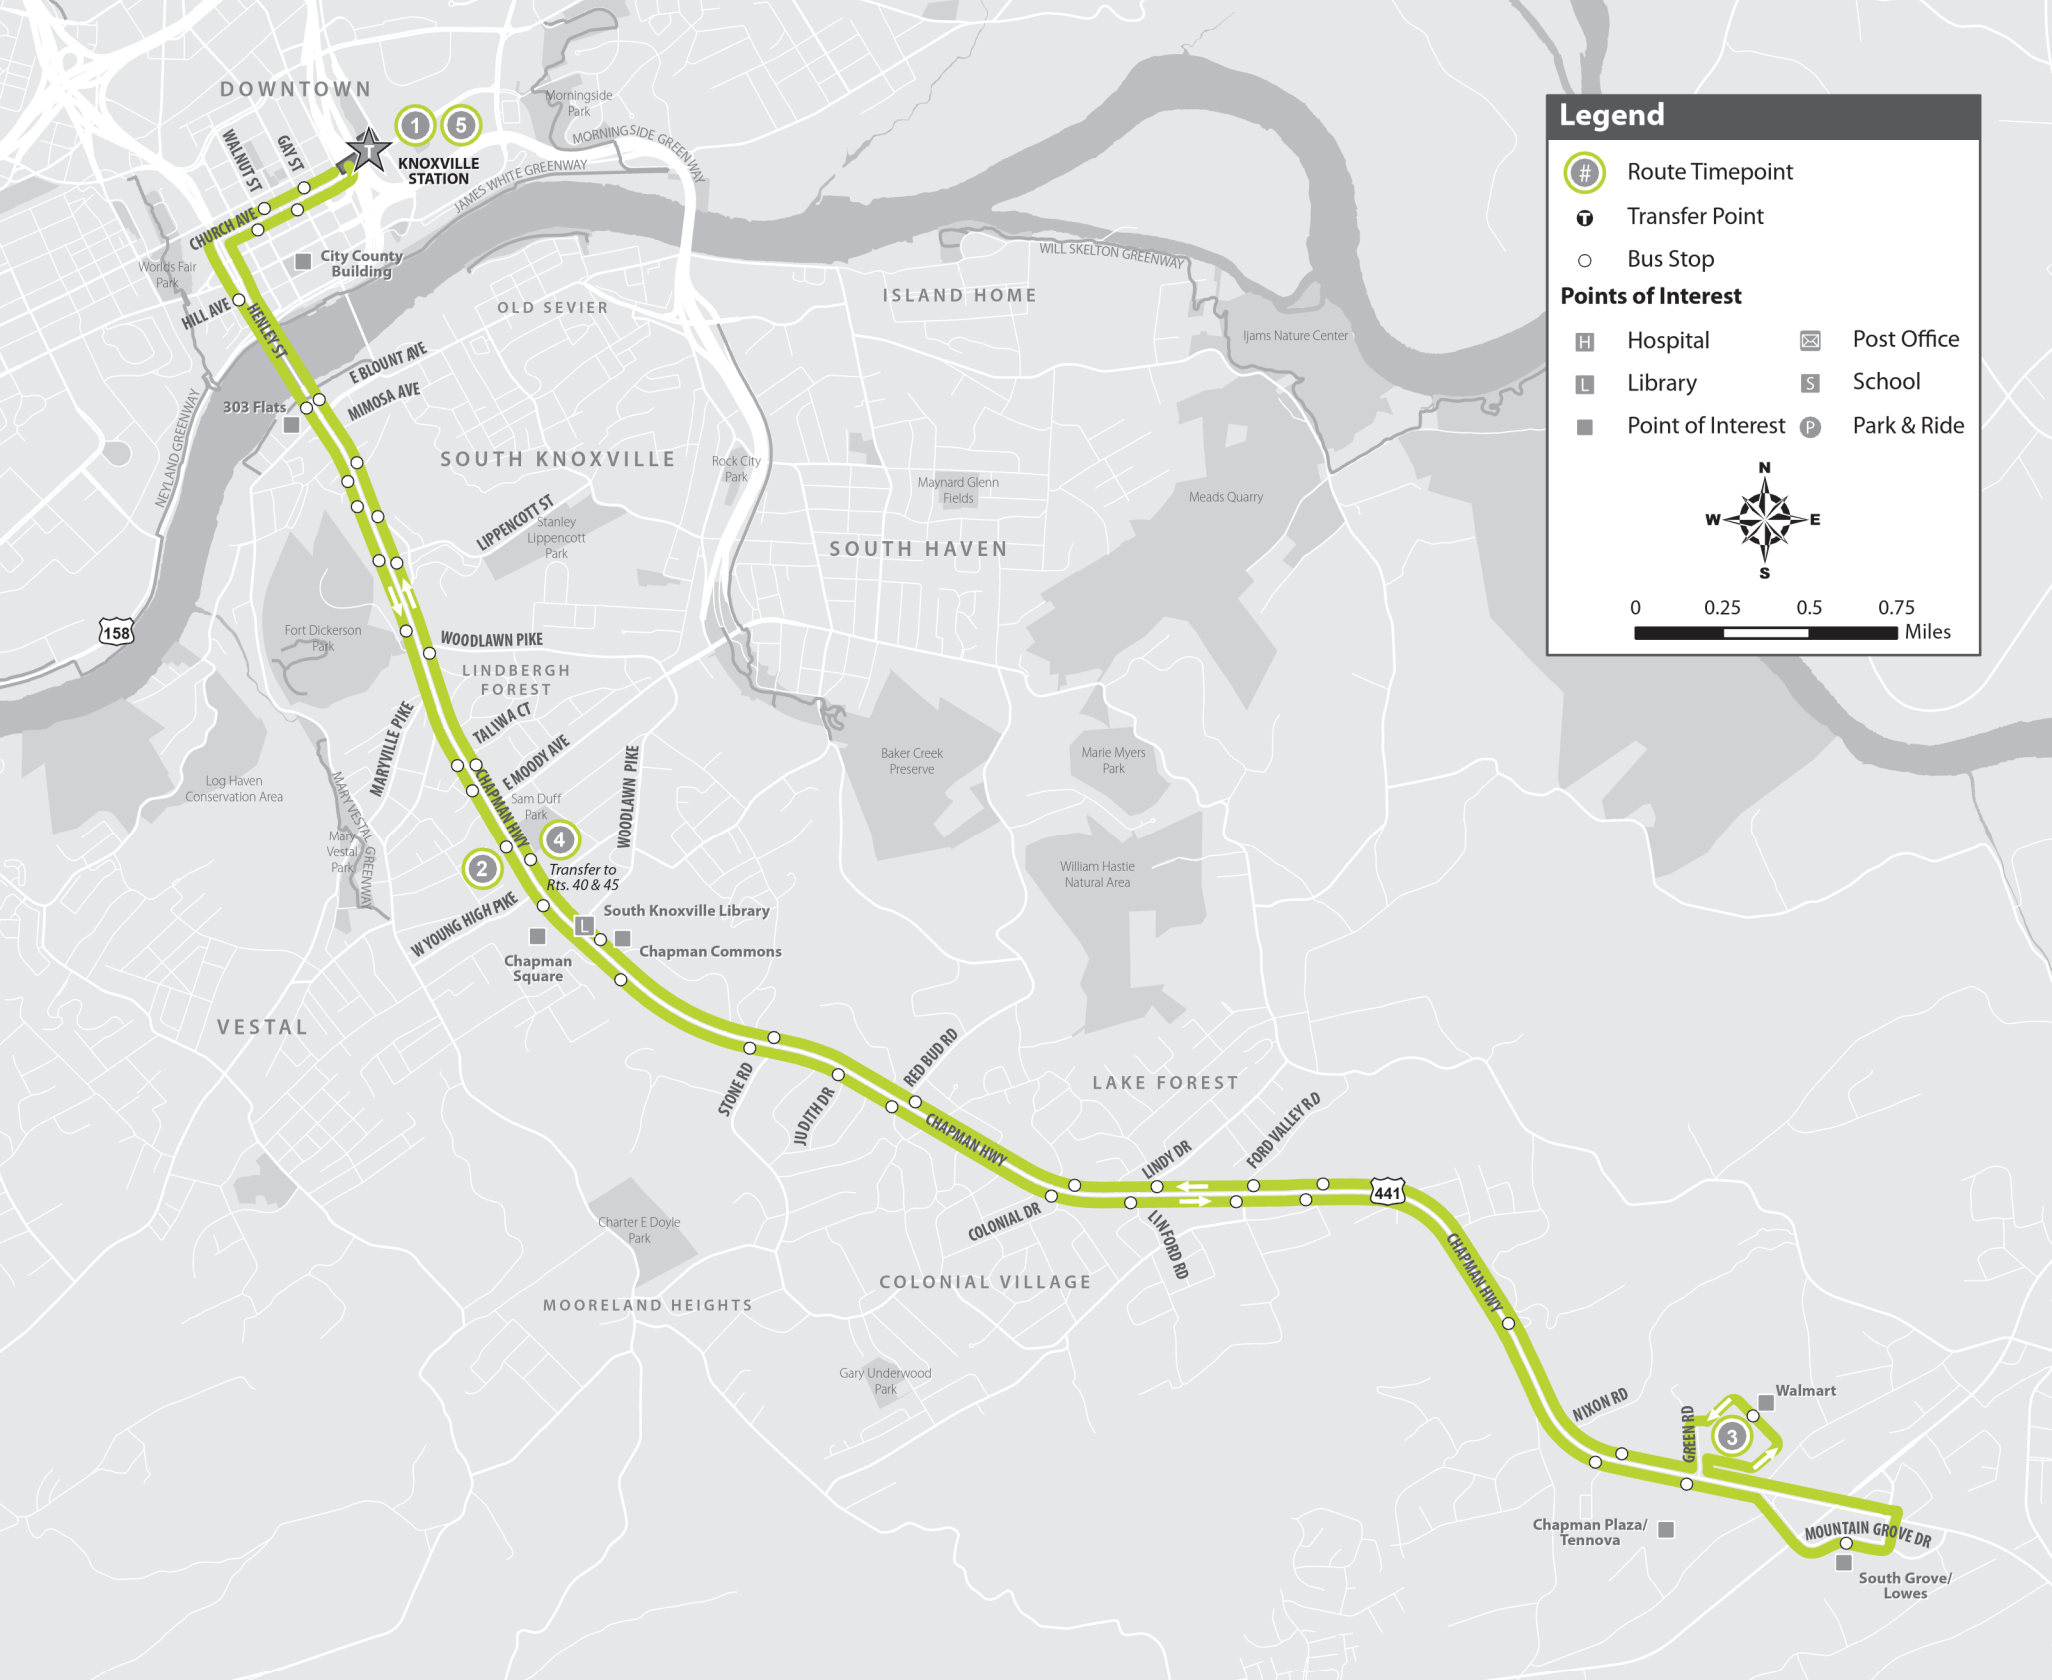 DOWNTOWN
Morningside
Park
MORNINGSIDE GREENWAY
1
5
T
KNOXVILLE
STATION
JAMES WHITE GREENWAY
WALNUT ST
GAY ST
CHURCH AVE
City County
Building
Worlds Fair
Park
HILL AVE
HENLEY ST
OLD SEVIER
WILL SKELTON GREENWAY
ISLAND HOME
Ijams Nature Center
E BLOUNT AVE
MIMOSA AVE
303 Flats
NEYLAND GREENWAY
SOUTH KNOXVILLE
Rock City
Park
Maynard Glenn
Fields
Meads Quarry
LIPPENCOTT ST
Stanley
Lippencott
Park
SOUTH HAVEN
158
Fort Dickerson
Park
WOODLAWN PIKE
LINDBERGH
FOREST
TALIWA CT
MARYVILLE PIKE
E MOODY AVE
WOODLAWN PIKE
CHAPMAN HWY
Sam Duff
Park
Log Haven
Conservation Area
MARY VESTAL GREENWAY
Mary
Vestal
Park
Baker Creek
Preserve
Marie Myers
Park
William Hastie
Natural Area
4
2
Transfer to
Rts. 40 & 45
W YOUNG HIGH PIKE
L
South Knoxville Library
Chapman Commons
Chapman
Square
VESTAL
STONE RD
JUDITH DR
RED BUD RD
CHAPMAN HWY
LAKE FOREST
LINDY DR
FORD VALLEY RD
441
COLONIAL DR
LINFORD RD
CHAPMAN HWY
Charter E Doyle
Park
COLONIAL VILLAGE
MOORELAND HEIGHTS
Gary Underwood
Park
NIXON RD
GREEN RD
3
Walmart
Chapman Plaza/
Tennova
MOUNTAIN GROVE DR
South Grove/
Lowes
Legend
# Route Timepoint
T Transfer Point
Bus Stop
Points of Interest
H Hospital
Post Office
L Library
S School
Point of Interest
P Park & Ride
N
W E
S
0 0.25 0.5 0.75
Miles